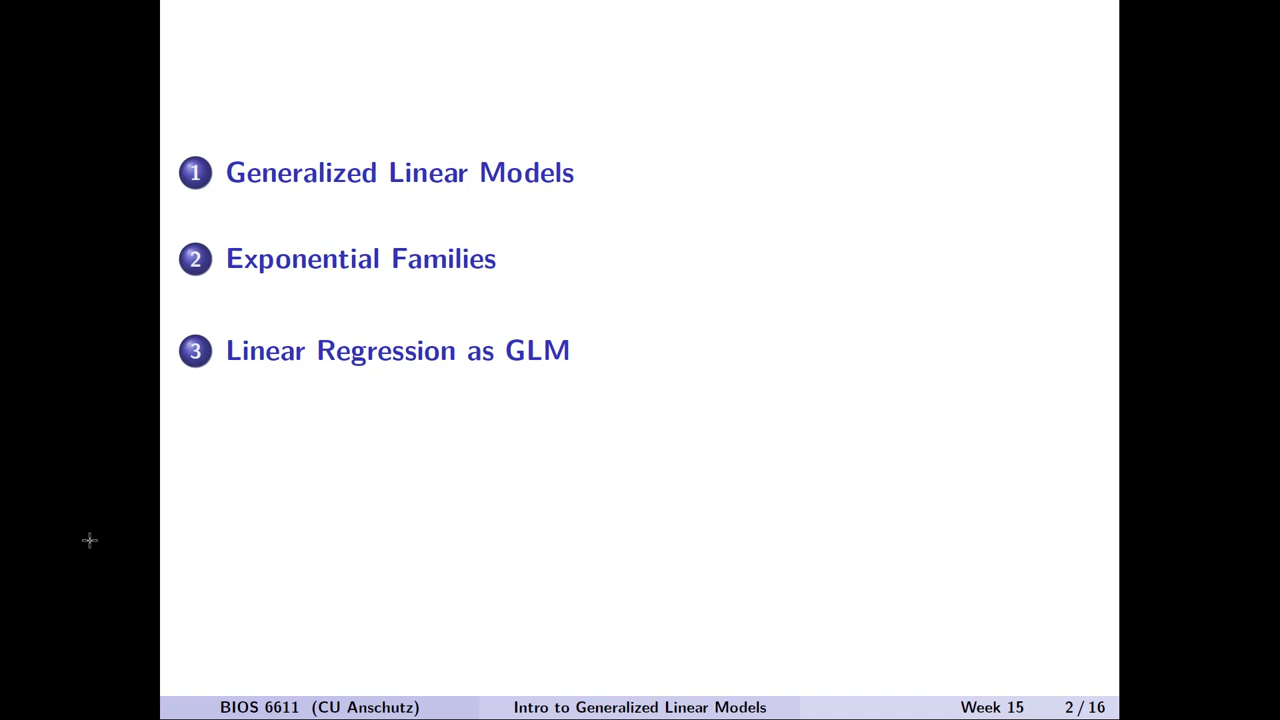 1 Generalized Linear Models
2 Exponential Families
3 Linear Regression as GLM
BIOS 6611 (CU Anschutz) Intro to Generalized Linear Models Week 15 2 / 16